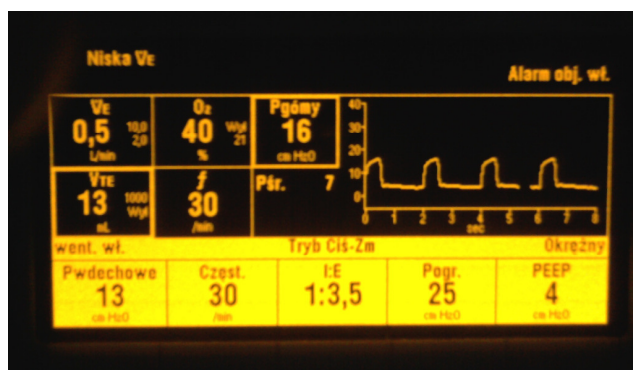 Niska V̇E
Alarm obj. wł.
V̇E O2 Pgórny
0,5 10,0 2,0 40 Wył 21 16
L/min % cm H2O
VTE f Pśr. 7
13 1000 Wył 30
mL /min
40
30
20
10
0
0 1 2 3 4 5 6 7 8
sec
went. wł. Tryb Ciś-Zm Okrężny
Pwdechowe Częst. I:E Pogr. PEEP
13 30 1:3,5 25 4
cm H2O /min cm H2O cm H2O